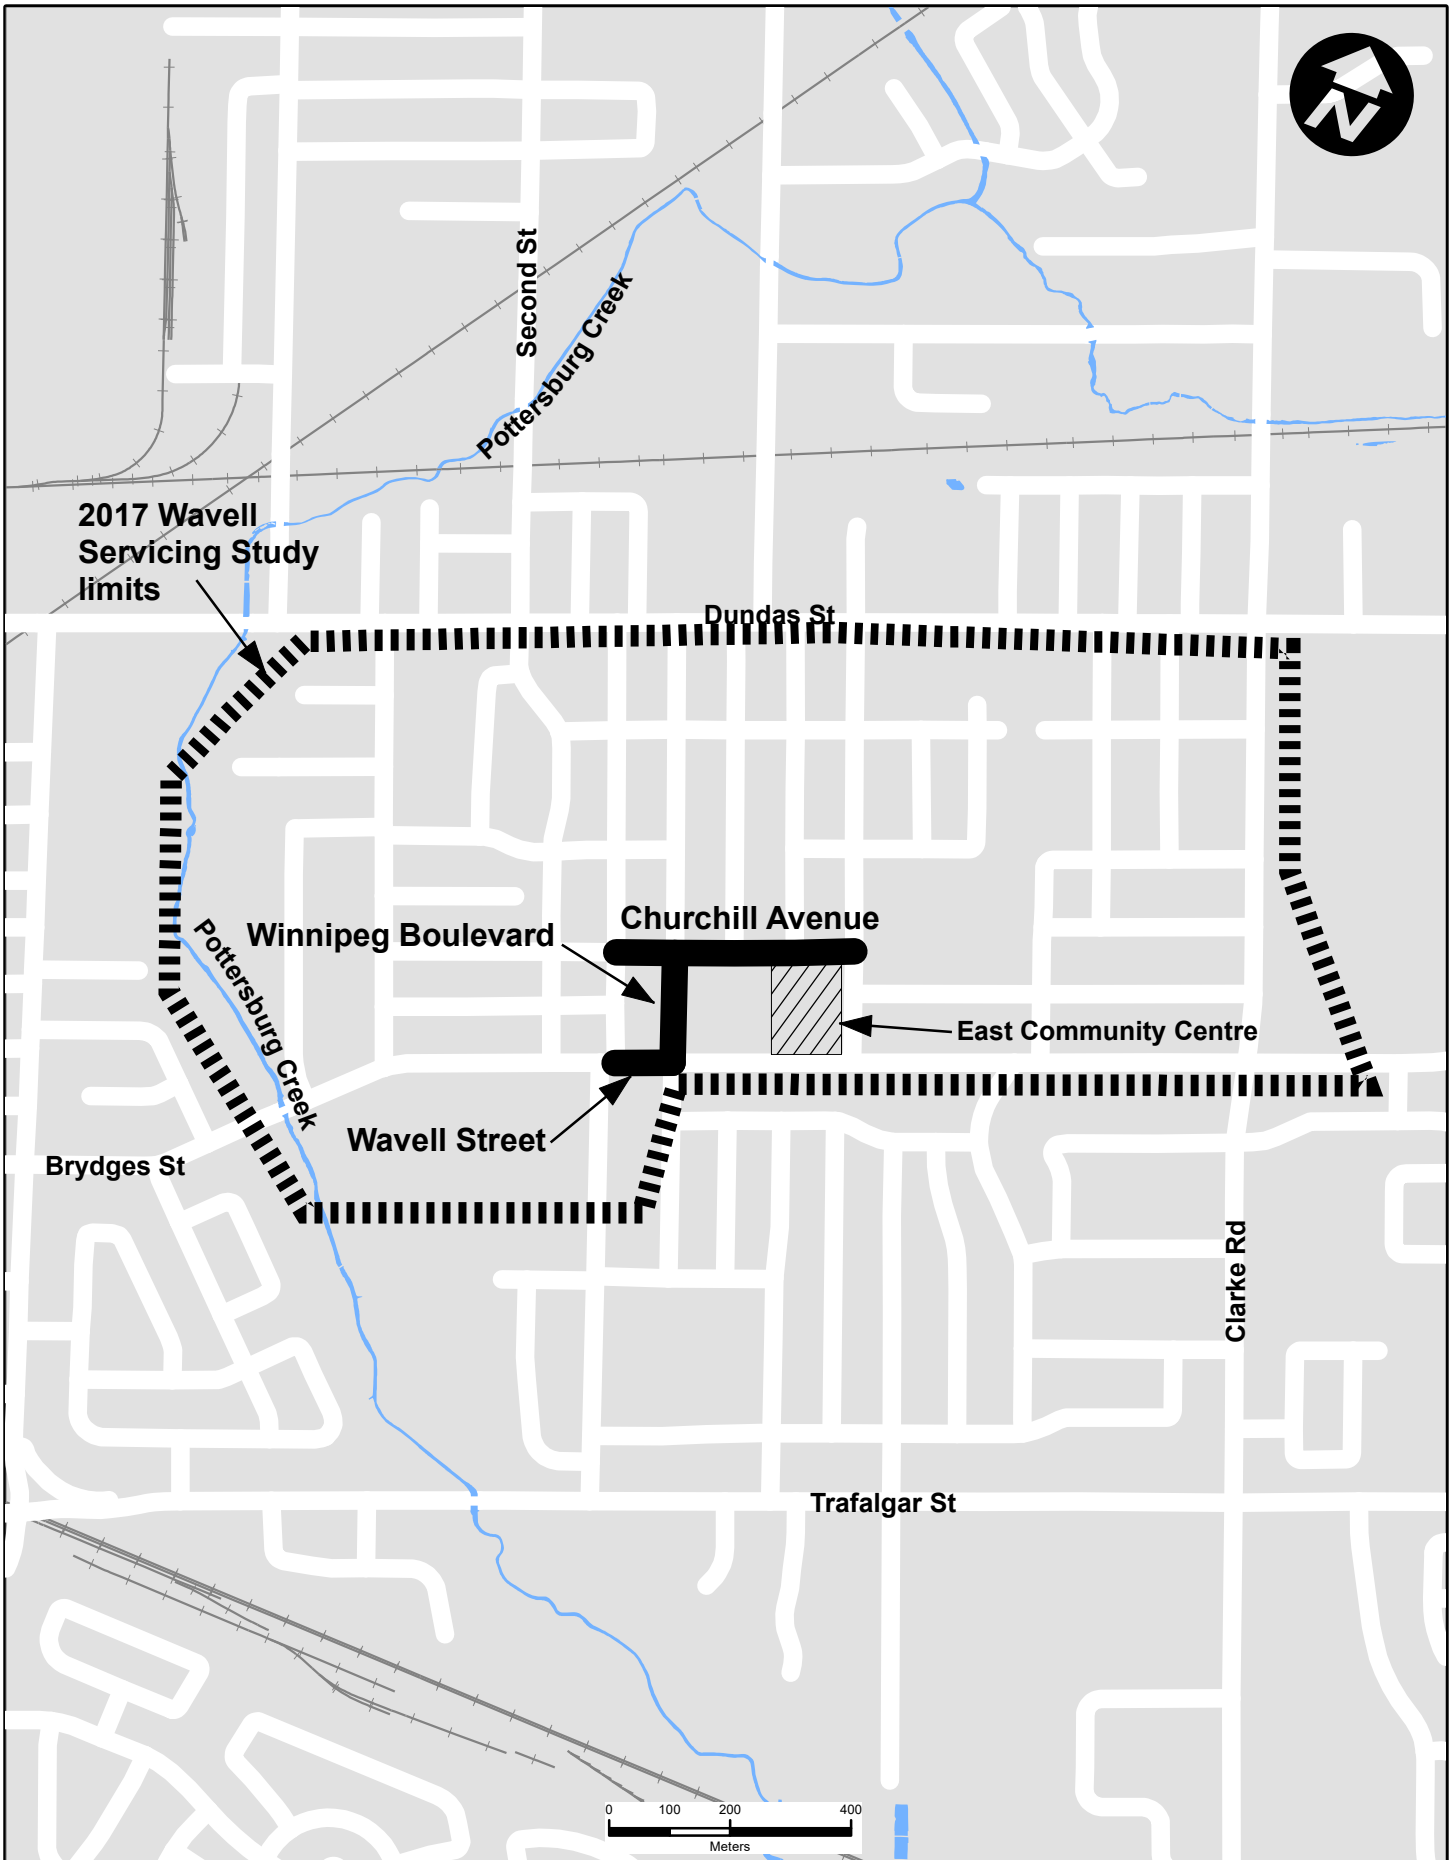 N
Second St
Pottersburg Creek
2017 Wavell
Servicing Study
limits
Dundas St
Churchill Avenue
Winnipeg Boulevard
Pottersburg Creek
East Community Centre
Wavell Street
Brydges St
Clarke Rd
Trafalgar St
0 100 200 400
Meters